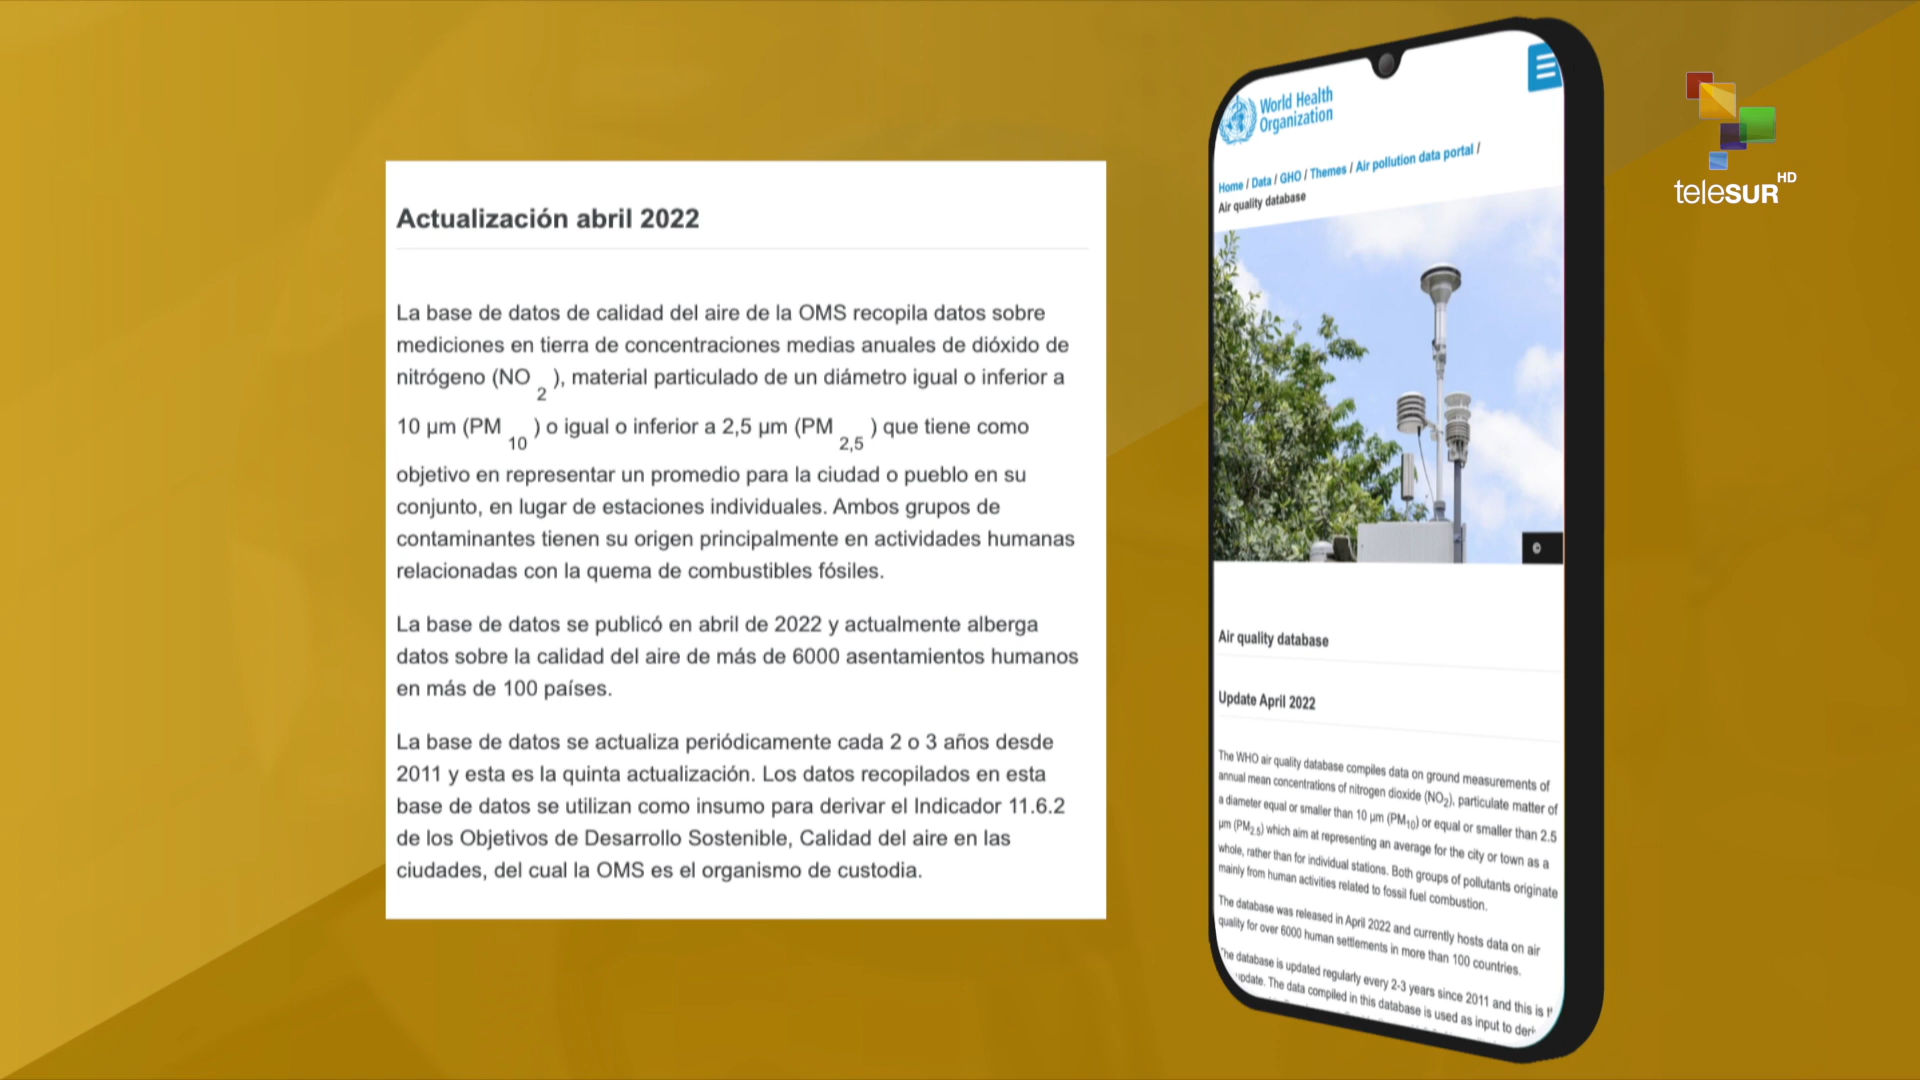 Actualización abril 2022
La base de datos de calidad del aire de la OMS recopila datos sobre
mediciones en tierra de concentraciones medias anuales de dióxido de
nitrógeno (NO 2 ), material particulado de un diámetro igual o inferior a
10 μm (PM 10 ) o igual o inferior a 2,5 μm (PM 2,5 ) que tiene como
objetivo en representar un promedio para la ciudad o pueblo en su
conjunto, en lugar de estaciones individuales. Ambos grupos de
contaminantes tienen su origen principalmente en actividades humanas
relacionadas con la quema de combustibles fósiles.
La base de datos se publicó en abril de 2022 y actualmente alberga
datos sobre la calidad del aire de más de 6000 asentamientos humanos
en más de 100 países.
La base de datos se actualiza periódicamente cada 2 o 3 años desde
2011 y esta es la quinta actualización. Los datos recopilados en esta
base de datos se utilizan como insumo para derivar el Indicador 11.6.2
de los Objetivos de Desarrollo Sostenible, Calidad del aire en las
ciudades, del cual la OMS es el organismo de custodia.
World Health
Organization
Home / Data / GHO / Themes / Air pollution data portal /
Air quality database
©
Air quality database
Update April 2022
The WHO air quality database compiles data on ground measurements of
annual mean concentrations of nitrogen dioxide (NO2), particulate matter of
a diameter equal or smaller than 10 μm (PM10) or equal or smaller than 2.5
μm (PM2.5) which aim at representing an average for the city or town as a
whole, rather than for individual stations. Both groups of pollutants originate
mainly from human activities related to fossil fuel combustion.
The database was released in April 2022 and currently hosts data on air
quality for over 6000 human settlements in more than 100 countries.
The database is updated regularly every 2-3 years since 2011 and this is
update. The data compiled in this database is used as input to
teleSUR HD